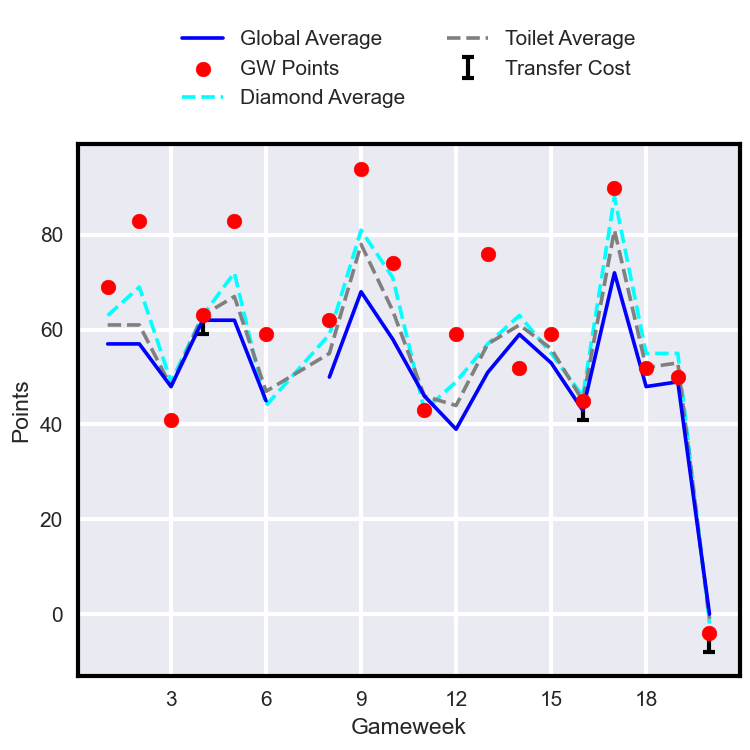 Global Average
GW Points
Diamond Average
Toilet Average
Transfer Cost
Points
80
60
40
20
0
3 6 9 12 15 18
Gameweek